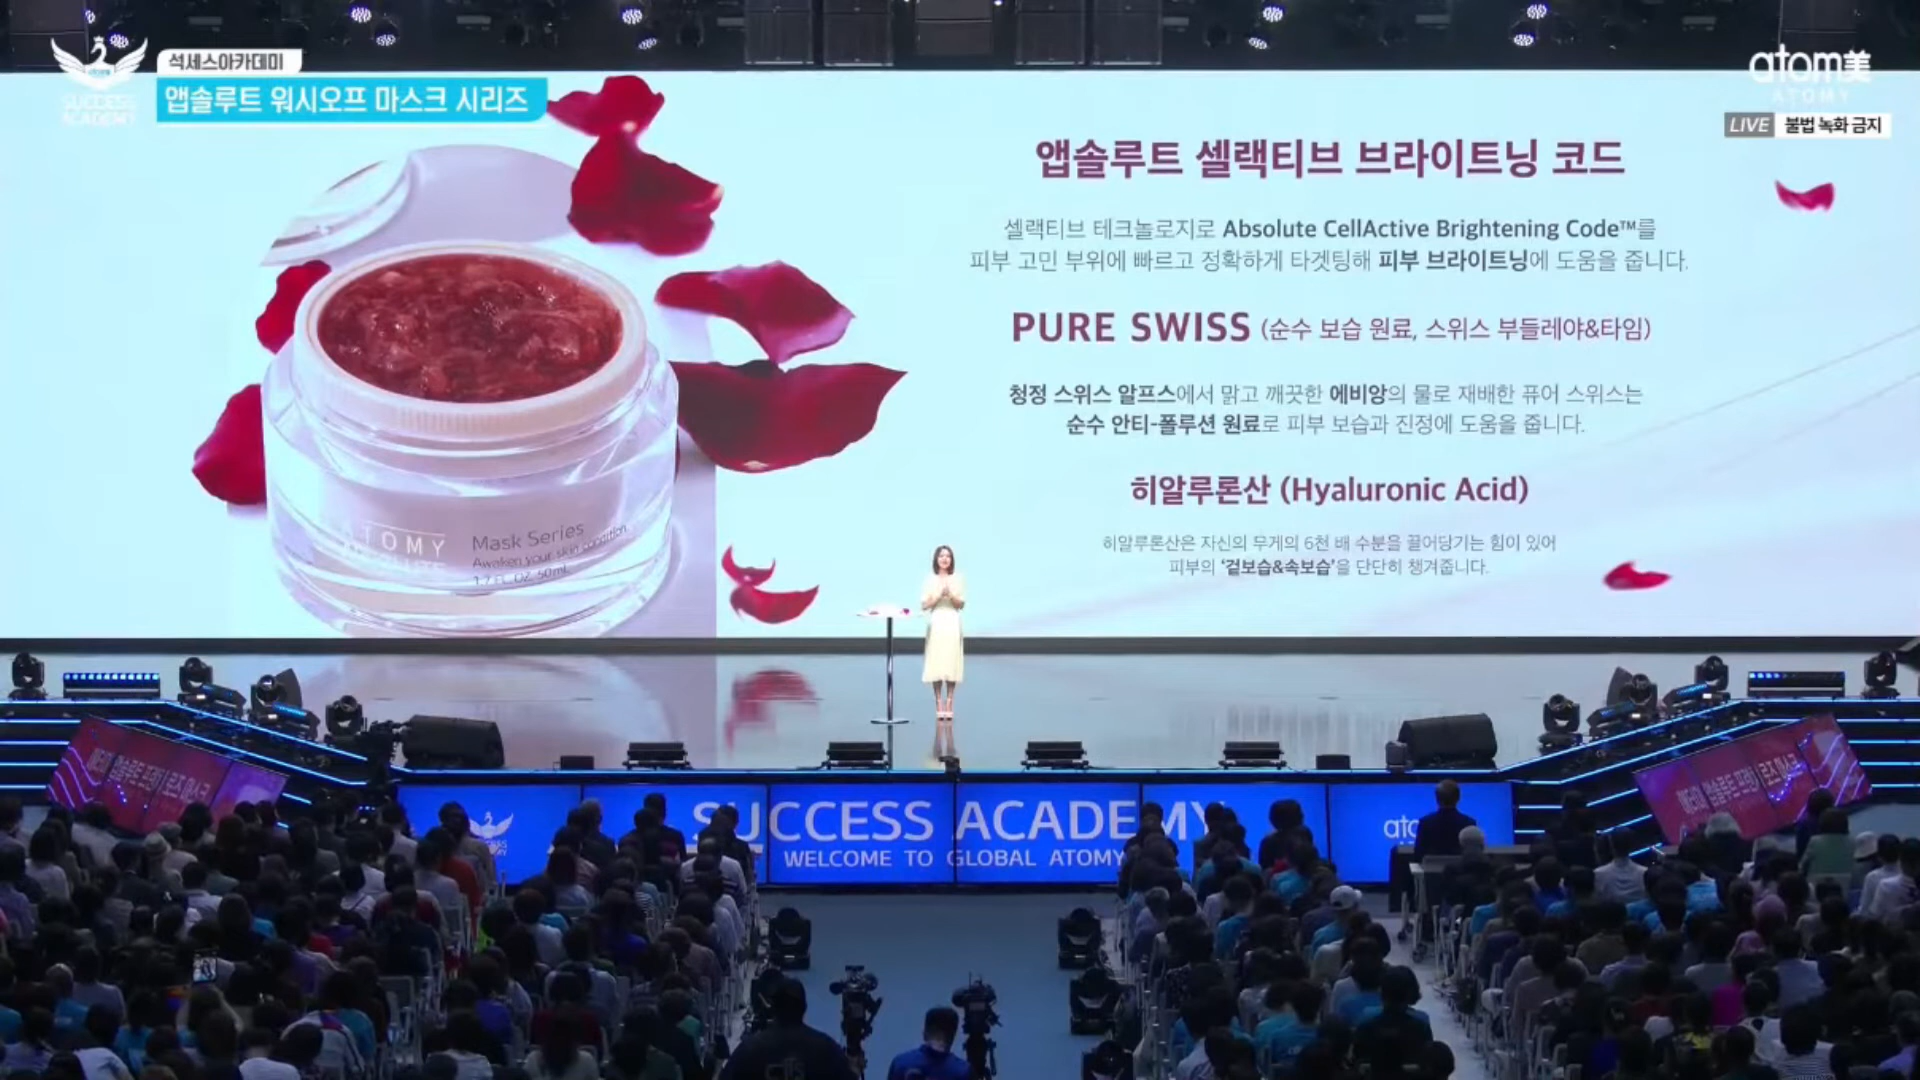 석세스아카데미
앱솔루트 워시오프 마스크 시리즈
SUCCESS
ACADEMY
atom美
ATOMY
LIVE 불법 녹화 금지
앱솔루트 셀랙티브 브라이트닝 코드
셀랙티브 테크놀로지로 Absolute CellActive Brightening Code™를
피부 고민 부위에 빠르고 정확하게 타겟팅해 피부 브라이트닝에 도움을 줍니다.
PURE SWISS (순수 보습 원료, 스위스 부들레야&타임)
청정 스위스 알프스에서 맑고 깨끗한 에비앙의 물로 재배한 퓨어 스위스는
순수 안티-폴루션 원료로 피부 보습과 진정에 도움을 줍니다.
히알루론산 (Hyaluronic Acid)
히알루론산은 자신의 무게의 6천 배 수분을 끌어당기는 힘이 있어
피부의 '겉보습&속보습'을 단단히 챙겨줍니다.
ATOMY
Mask Series
Awaken your skin condition
1.7 FL. OZ. 50mL
SUCCESS ACADEMY
WELCOME TO GLOBAL ATOMY